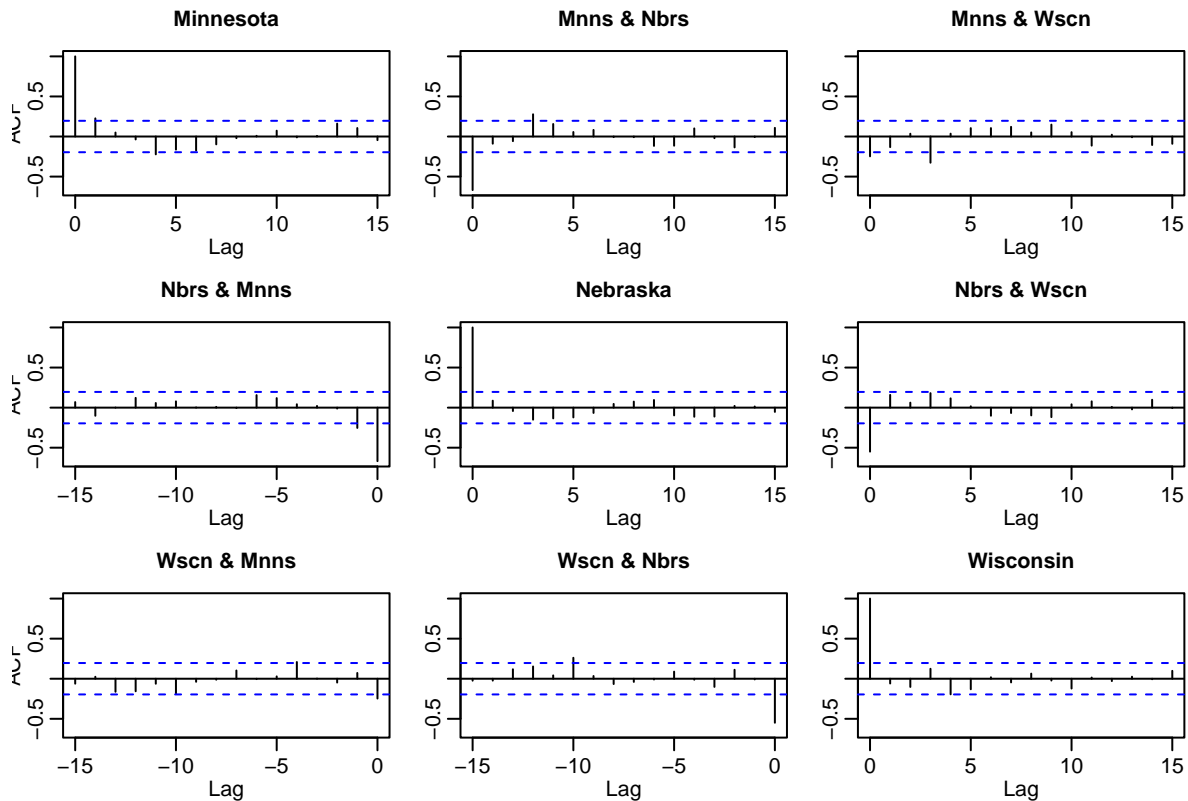 Minnesota
Mnns & Nbrs
Mnns & Wscn
ACF
0.5
−0.5
0 5 10 15
Lag
0.5
−0.5
0 5 10 15
Lag
0.5
−0.5
0 5 10 15
Lag
Nbrs & Mnns
Nebraska
Nbrs & Wscn
ACF
0.5
−0.5
−15 −10 −5 0
Lag
0.5
−0.5
0 5 10 15
Lag
0.5
−0.5
0 5 10 15
Lag
Wscn & Mnns
Wscn & Nbrs
Wisconsin
ACF
0.5
−0.5
−15 −10 −5 0
Lag
0.5
−0.5
−15 −10 −5 0
Lag
0.5
−0.5
0 5 10 15
Lag